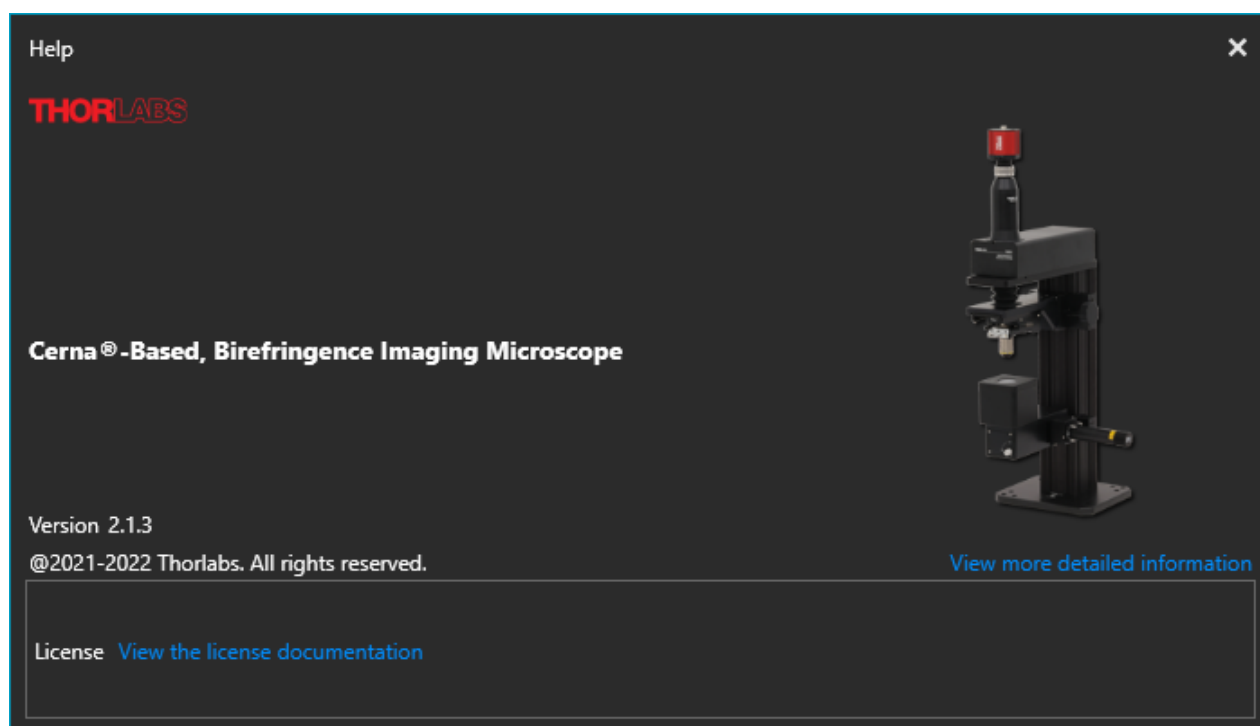 Help
THORLABS
Cerna®-Based, Birefringence Imaging Microscope
Version 2.1.3
@2021-2022 Thorlabs. All rights reserved.
View more detailed information
License View the license documentation